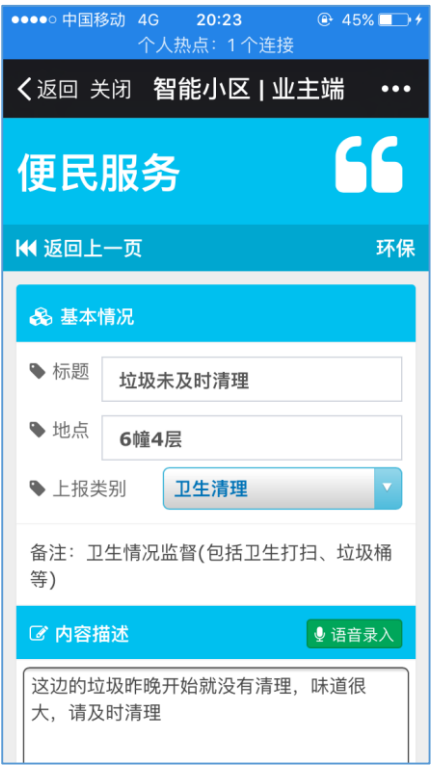 中国移动 4G 20:23 45%
个人热点：1个连接
返回 关闭 智能小区 | 业主端
便民服务
返回上一页 环保
基本情况
标题 垃圾未及时清理
地点 6幢4层
上报类别 卫生清理
备注：卫生情况监督(包括卫生打扫、垃圾桶
等)
内容描述 语音录入
这边的垃圾昨晚开始就没有清理，味道很
大，请及时清理